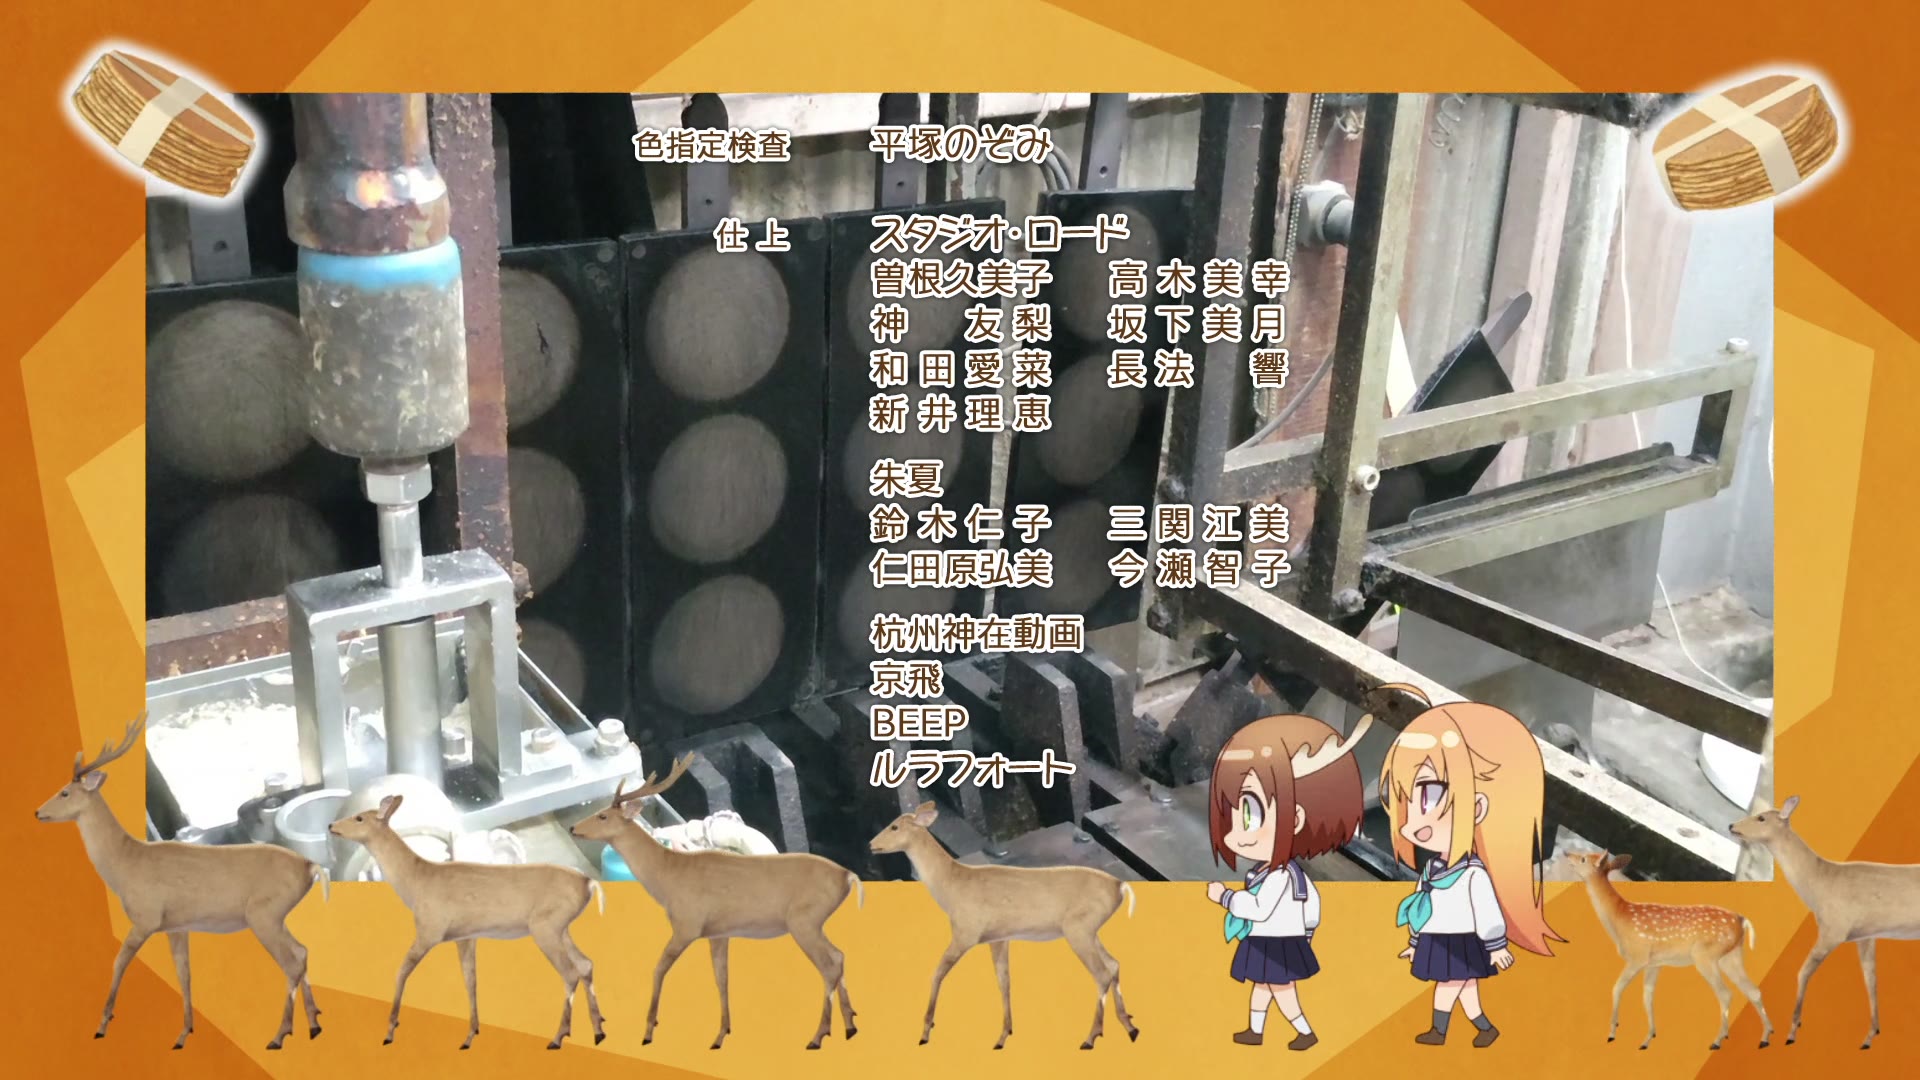 色指定検査 平塚のぞみ
仕上 スタジオ・ロード
曽根久美子 高木美幸
神 友梨 坂下美月
和田愛菜 長法 響
新井理恵
朱夏
鈴木仁子 三関江美
仁田原弘美 今瀬智子
杭州神在動画
京飛
BEEP
ルラフォート